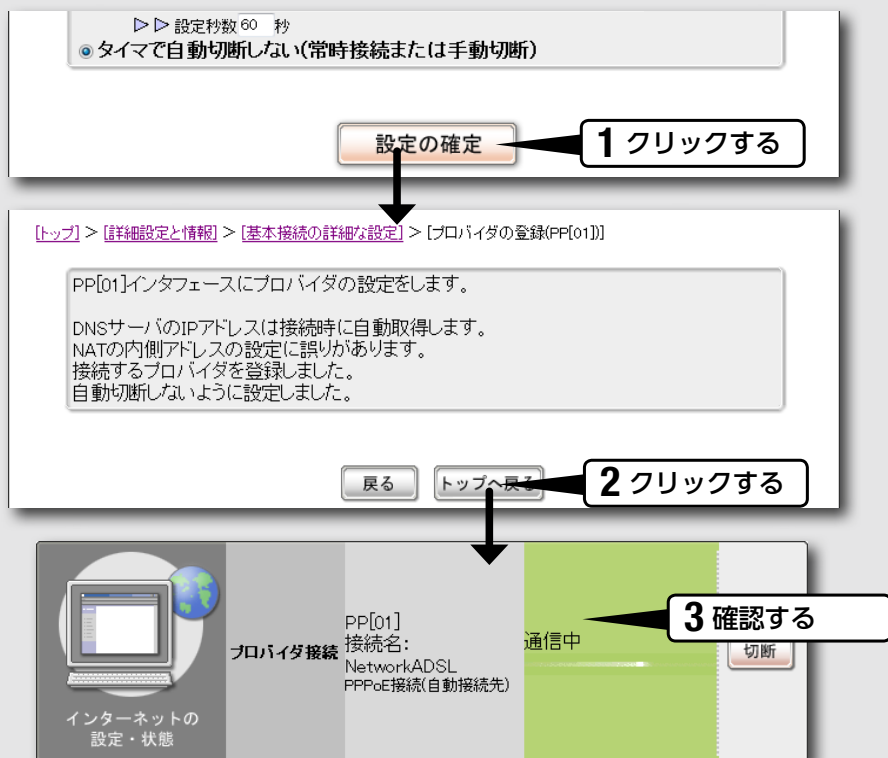 ▷▷ 設定秒数 60 秒
タイマで自動切断しない(常時接続または手動切断)
設定の確定
1 クリックする
[トップ] > [詳細設定と情報] > [基本接続の詳細な設定] > [プロバイダの登録(PP[01])]
PP[01]インタフェースにプロバイダの設定をします。
DNSサーバのIPアドレスは接続時に自動取得します。
NATの内側アドレスの設定に誤りがあります。
接続するプロバイダを登録しました。
自動切断しないように設定しました。
戻る
トップへ戻る
2 クリックする
インターネットの
設定・状態
プロバイダ接続
PP[01]
接続名:
NetworkADSL
PPPoE接続(自動接続先)
通信中
3 確認する
切断